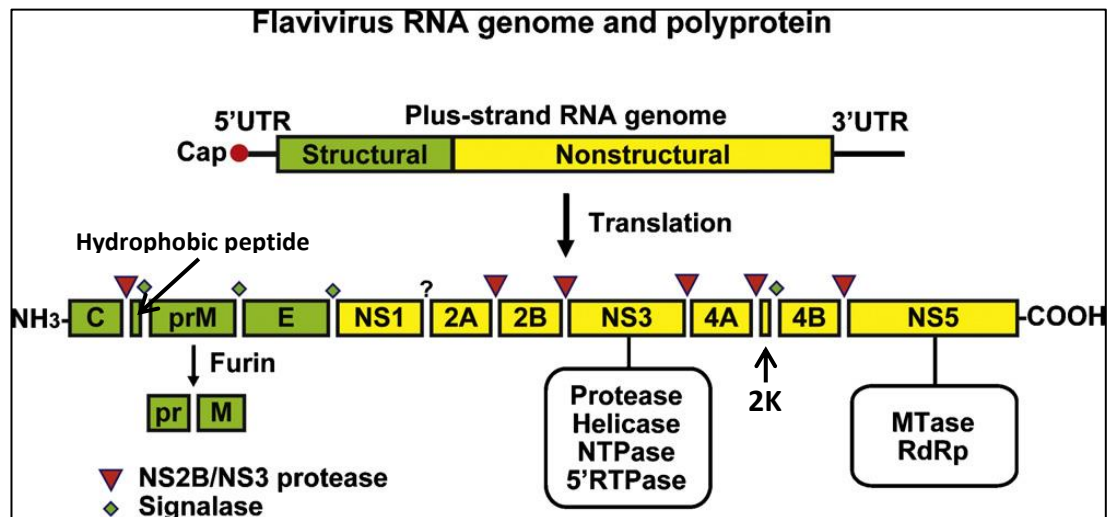 Flavivirus RNA genome and polyprotein
5'UTR Plus-strand RNA genome 3'UTR
Cap
Structural Nonstructural
Translation
Hydrophobic peptide
?
NH3- C prM E NS1 2A 2B NS3 4A 4B NS5 -COOH
Furin
2K
pr M
Protease
Helicase
NTPase
5'RTPase
MTase
RdRp
NS2B/NS3 protease
Signalase